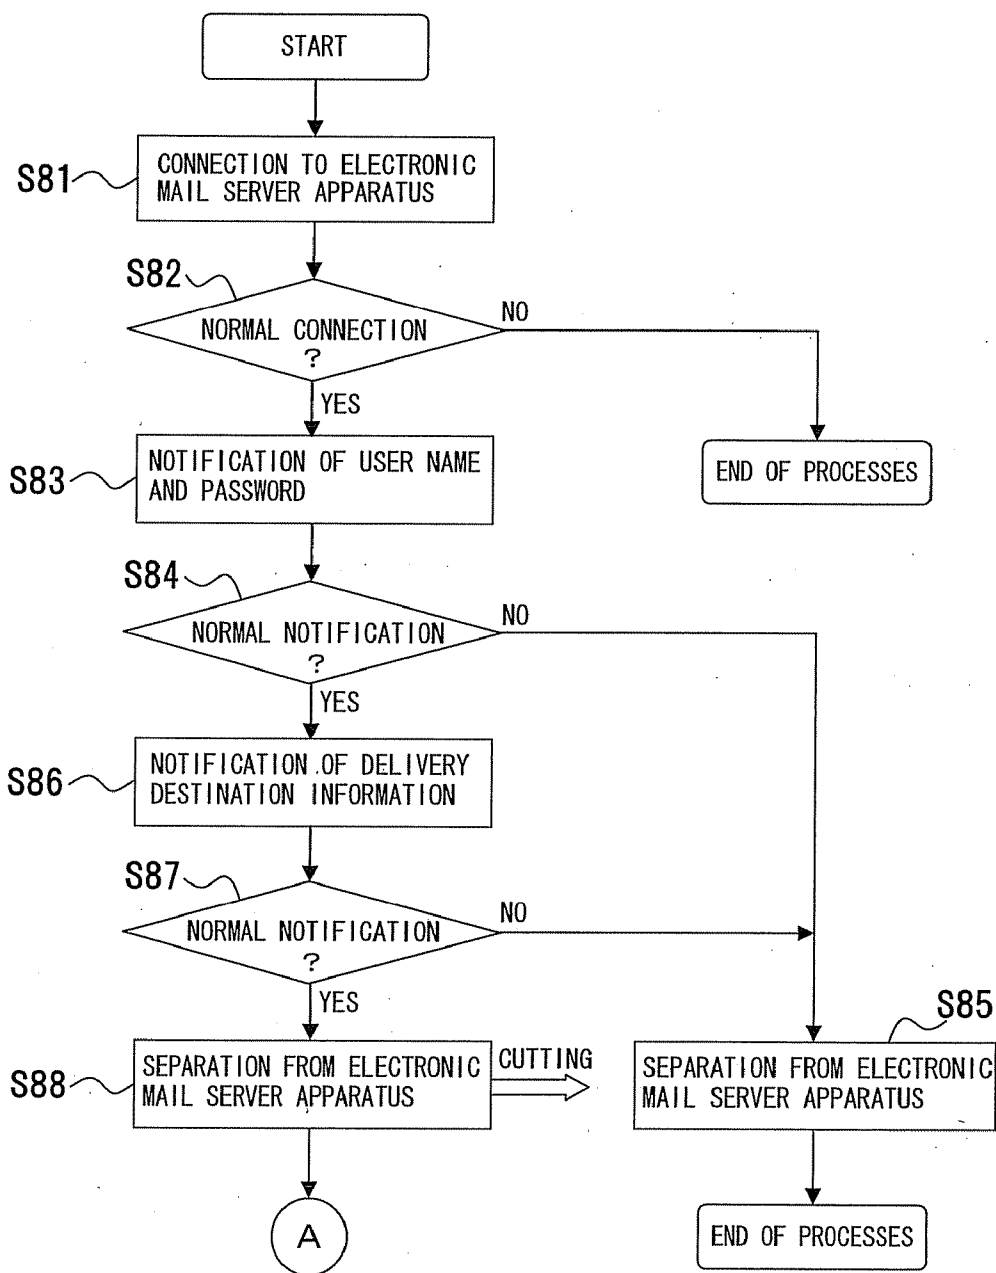 START
S81
CONNECTION TO ELECTRONIC
MAIL SERVER APPARATUS
S82
NORMAL CONNECTION
?
NO
YES
END OF PROCESSES
S83
NOTIFICATION OF USER NAME
AND PASSWORD
S84
NORMAL NOTIFICATION
?
NO
YES
S86
NOTIFICATION OF DELIVERY
DESTINATION INFORMATION
S87
NORMAL NOTIFICATION
?
NO
YES
S88
SEPARATION FROM ELECTRONIC
MAIL SERVER APPARATUS
CUTTING
S85
SEPARATION FROM ELECTRONIC
MAIL SERVER APPARATUS
A
END OF PROCESSES